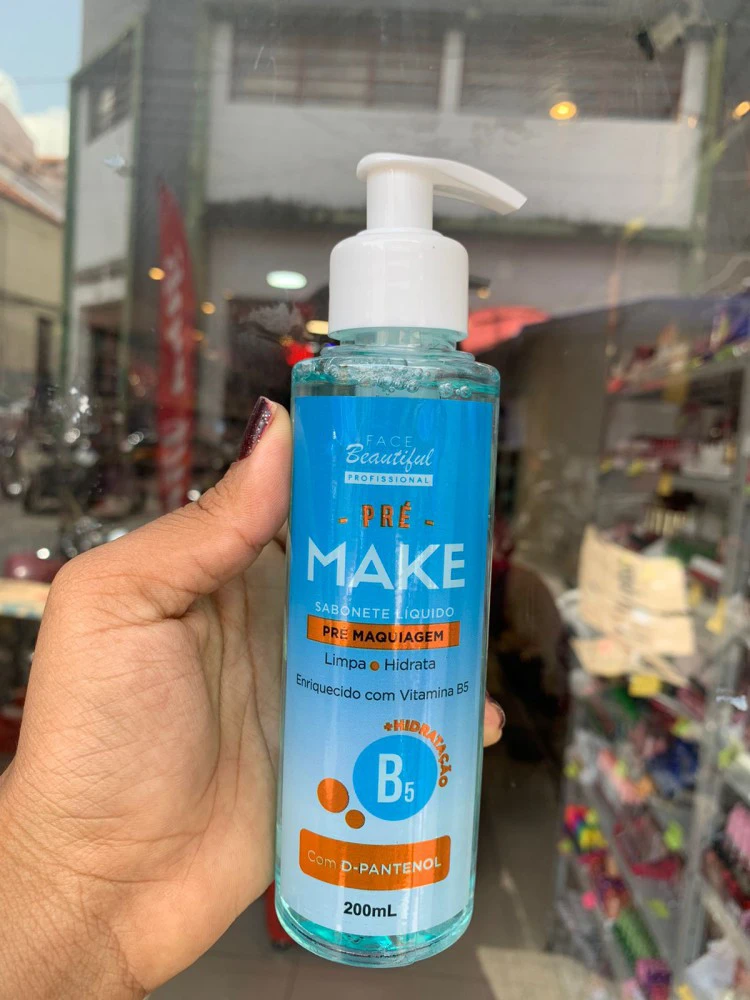 FACE
Beautiful
PROFISSIONAL
- PRÉ -
MAKE
SABONETE LÍQUIDO
PRÉ MAQUIAGEM
Limpa • Hidrata
Enriquecido com Vitamina B5
+HIDRATAÇÃO
B5
Com D-PANTENOL
200mL